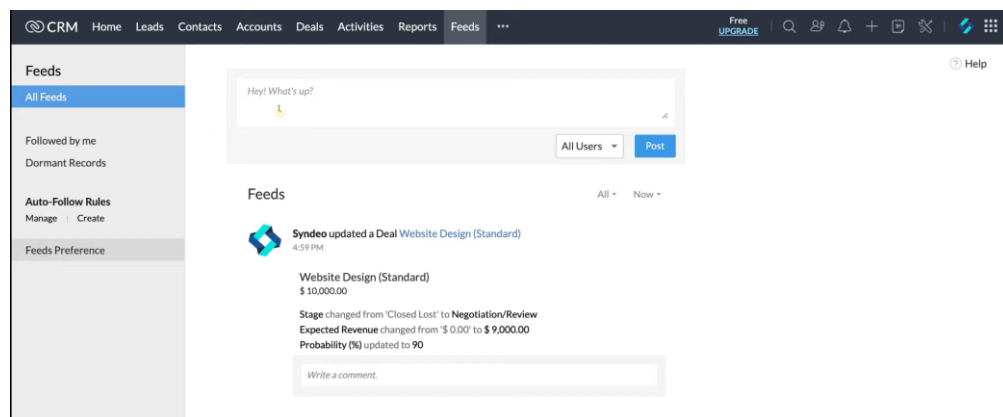 CRM Home Leads Contacts Accounts Deals Activities Reports Feeds ••• Free
UPGRADE
Help
Feeds
All Feeds
Followed by me
Dormant Records
Auto-Follow Rules
Manage | Create
Feeds Preference
Hey! What's up?
All Users
Post
Feeds
All
Now
Syndeo updated a Deal Website Design (Standard)
4:59 PM
Website Design (Standard)
$ 10,000.00
Stage changed from 'Closed Lost' to Negotiation/Review
Expected Revenue changed from '$ 0.00' to $ 9,000.00
Probability (%) updated to 90
Write a comment.